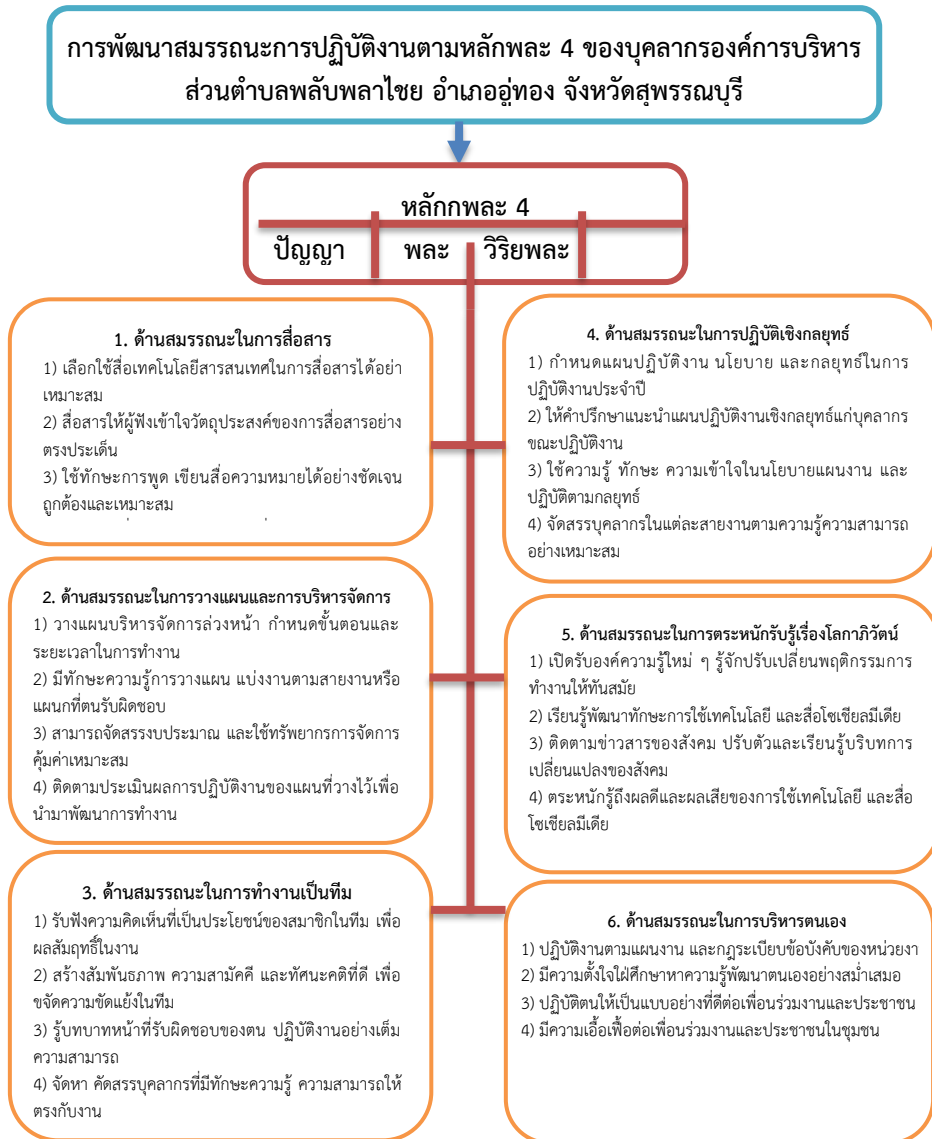 การพัฒนาสมรรถนะการปฏิบัติงานตามหลักพละ 4 ของบุคลากรองค์การบริหาร
ส่วนตำบลพลับพลาไชย อำเภออู่ทอง จังหวัดสุพรรณบุรี
หลักกพละ 4
ปัญญา พละ วิริยพละ
1. ด้านสมรรถนะในการสื่อสาร
1) เลือกใช้สื่อเทคโนโลยีสารสนเทศในการสื่อสารได้อย่า
เหมาะสม
2) สื่อสารให้ผู้ฟังเข้าใจวัตถุประสงค์ของการสื่อสารอย่าง
ตรงประเด็น
3) ใช้ทักษะการพูด เขียนสื่อความหมายได้อย่างชัดเจน
ถูกต้องและเหมาะสม
2. ด้านสมรรถนะในการวางแผนและการบริหารจัดการ
1) วางแผนบริหารจัดการล่วงหน้า กำหนดขั้นตอนและ
ระยะเวลาในการทำงาน
2) มีทักษะความรู้การวางแผน แบ่งงานตามสายงานหรือ
แผนกที่ตนรับผิดชอบ
3) สามารถจัดสรรงบประมาณ และใช้ทรัพยากรการจัดการ
คุ้มค่าเหมาะสม
4) ติดตามประเมินผลการปฏิบัติงานของแผนที่วางไว้เพื่อ
นำมาพัฒนาการทำงาน
3. ด้านสมรรถนะในการทำงานเป็นทีม
1) รับฟังความคิดเห็นที่เป็นประโยชน์ของสมาชิกในทีม เพื่อ
ผลสัมฤทธิ์ในงาน
2) สร้างสัมพันธภาพ ความสามัคคี และทัศนะคติที่ดี เพื่อ
ขจัดความขัดแย้งในทีม
3) รู้บทบาทหน้าที่รับผิดชอบของตน ปฏิบัติงานอย่างเต็ม
ความสามารถ
4) จัดหา คัดสรรบุคลากรที่มีทักษะความรู้ ความสามารถให้
ตรงกับงาน
4. ด้านสมรรถนะในการปฏิบัติเชิงกลยุทธ์
1) กำหนดแผนปฏิบัติงาน นโยบาย และกลยุทธ์ในการ
ปฏิบัติงานประจำปี
2) ให้คำปรึกษาแนะนำแผนปฏิบัติงานเชิงกลยุทธ์แก่บุคลากร
ขณะปฏิบัติงาน
3) ใช้ความรู้ ทักษะ ความเข้าใจในนโยบายแผนงาน และ
ปฏิบัติตามกลยุทธ์
4) จัดสรรบุคลากรในแต่ละสายงานตามความรู้ความสามารถ
อย่างเหมาะสม
5. ด้านสมรรถนะในการตระหนักรับรู้เรื่องโลกาภิวัตน์
1) เปิดรับองค์ความรู้ใหม่ ๆ รู้จักปรับเปลี่ยนพฤติกรรมการ
ทำงานให้ทันสมัย
2) เรียนรู้พัฒนาทักษะการใช้เทคโนโลยี และสื่อโซเชียลมีเดีย
3) ติดตามข่าวสารของสังคม ปรับตัวและเรียนรู้บริบทการ
เปลี่ยนแปลงของสังคม
4) ตระหนักรู้ถึงผลดีและผลเสียของการใช้เทคโนโลยี และสื่อ
โซเชียลมีเดีย
6. ด้านสมรรถนะในการบริหารตนเอง
1) ปฏิบัติงานตามแผนงาน และกฎระเบียบข้อบังคับของหน่วยงา
2) มีความตั้งใจใฝ่ศึกษาหาความรู้พัฒนาตนเองอย่างสม่ำเสมอ
3) ปฏิบัติตนให้เป็นแบบอย่างที่ดีต่อเพื่อนร่วมงานและประชาชน
4) มีความเอื้อเฟื้อต่อเพื่อนร่วมงานและประชาชนในชุมชน